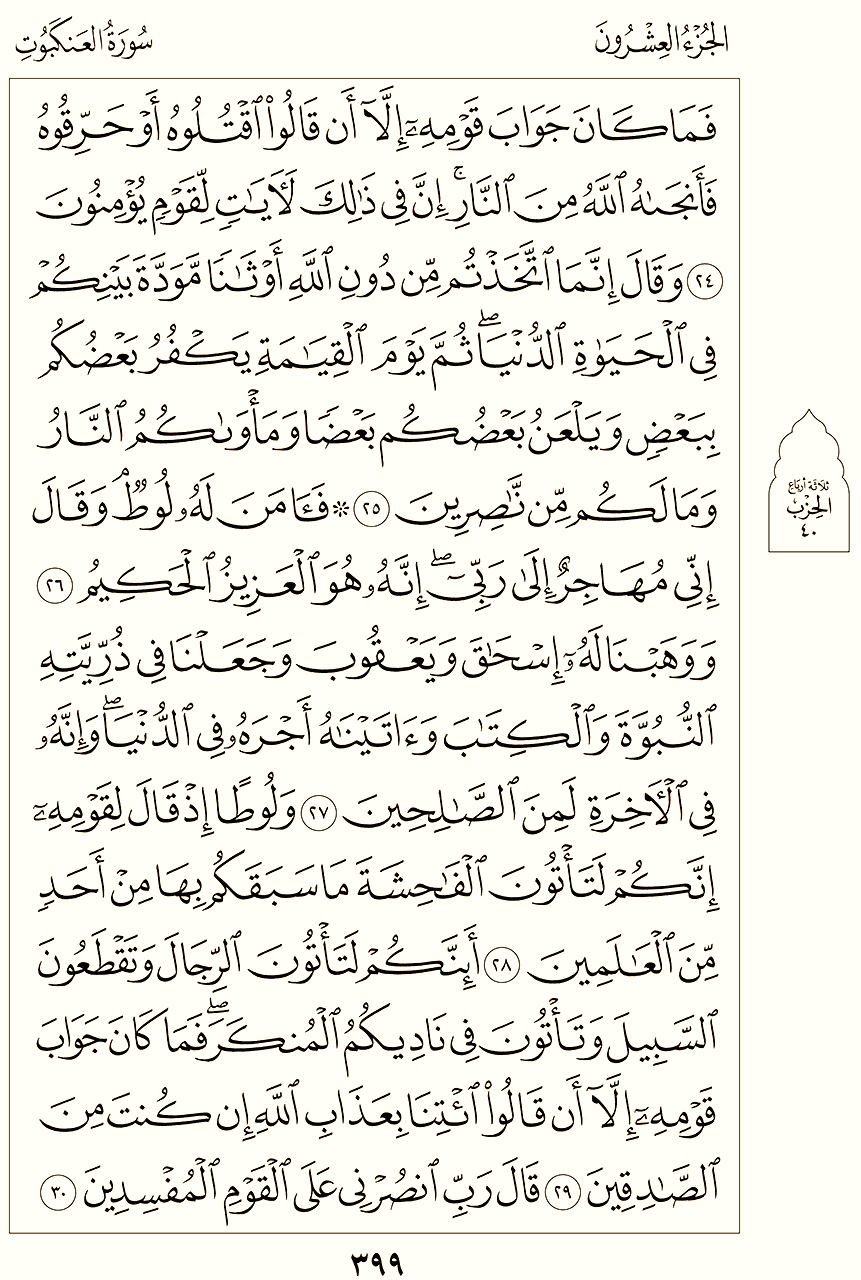 الجُزْءُ العِشْرُونَ
سُورَةُ العَنكَبُوتِ
فَمَا كَانَ جَوَابَ قَوْمِهِۦٓ إِلَّآ أَن قَالُوا۟ ٱقْتُلُوهُ أَوْ حَرِّقُوهُ
فَأَنجَىٰهُ ٱللَّهُ مِنَ ٱلنَّارِ ۚ إِنَّ فِى ذَٰلِكَ لَـَٔايَـٰتٍ لِّقَوْمٍ يُؤْمِنُونَ
٢٤ وَقَالَ إِنَّمَا ٱتَّخَذْتُم مِّن دُونِ ٱللَّهِ أَوْثَـٰنًا مَّوَدَّةَ بَيْنِكُمْ
فِى ٱلْحَيَوٰةِ ٱلدُّنْيَا ۖ ثُمَّ يَوْمَ ٱلْقِيَـٰمَةِ يَكْفُرُ بَعْضُكُم
بِبَعْضٍ وَيَلْعَنُ بَعْضُكُم بَعْضًا وَمَأْوَىٰكُمُ ٱلنَّارُ
وَمَا لَكُم مِّن نَّـٰصِرِينَ ٢٥ ۞ فَـَٔامَنَ لَهُۥ لُوطٌ ۘ وَقَالَ
إِنِّى مُهَاجِرٌ إِلَىٰ رَبِّىٓ ۖ إِنَّهُۥ هُوَ ٱلْعَزِيزُ ٱلْحَكِيمُ ٢٦
وَوَهَبْنَا لَهُۥٓ إِسْحَـٰقَ وَيَعْقُوبَ وَجَعَلْنَا فِى ذُرِّيَّتِهِ
ٱلنُّبُوَّةَ وَٱلْكِتَـٰبَ وَءَاتَيْنَـٰهُ أَجْرَهُۥ فِى ٱلدُّنْيَا ۖ وَإِنَّهُۥ
فِى ٱلْـَٔاخِرَةِ لَمِنَ ٱلصَّـٰلِحِينَ ٢٧ وَلُوطًا إِذْ قَالَ لِقَوْمِهِۦٓ
إِنَّكُمْ لَتَأْتُونَ ٱلْفَـٰحِشَةَ مَا سَبَقَكُم بِهَا مِنْ أَحَدٍ
مِّنَ ٱلْعَـٰلَمِينَ ٢٨ أَئِنَّكُمْ لَتَأْتُونَ ٱلرِّجَالَ وَتَقْطَعُونَ
ٱلسَّبِيلَ وَتَأْتُونَ فِى نَادِيكُمُ ٱلْمُنكَرَ ۖ فَمَا كَانَ جَوَابَ
قَوْمِهِۦٓ إِلَّآ أَن قَالُوا۟ ٱئْتِنَا بِعَذَابِ ٱللَّهِ إِن كُنتَ مِنَ
ٱلصَّـٰدِقِينَ ٢٩ قَالَ رَبِّ ٱنصُرْنِى عَلَى ٱلْقَوْمِ ٱلْمُفْسِدِينَ ٣٠
ثلاثة أرباع
الحِزْب
٤٠
٣٩٩